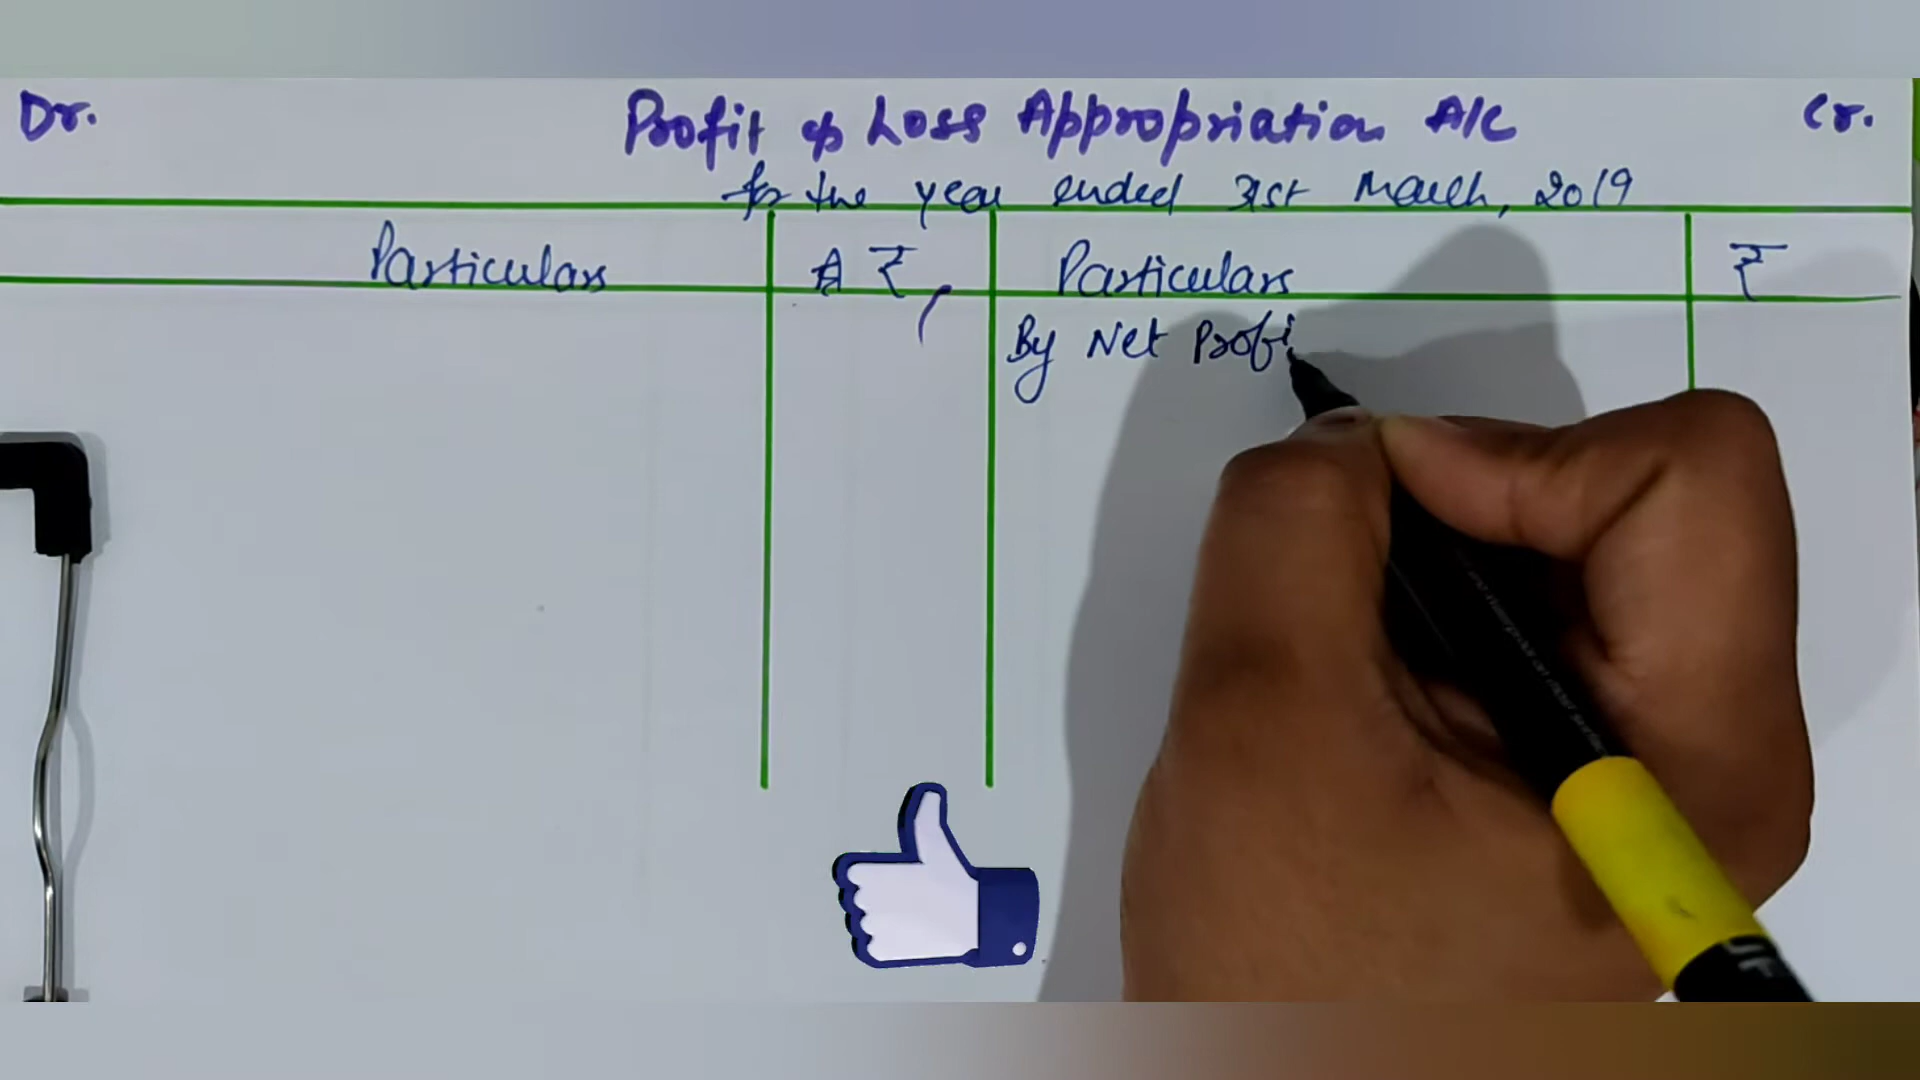 Dr. Profit & Loss Appropriation A/c Cr.
for the year ended 31st March, 2019
Particulars ₹ Particulars ₹
By Net Profi